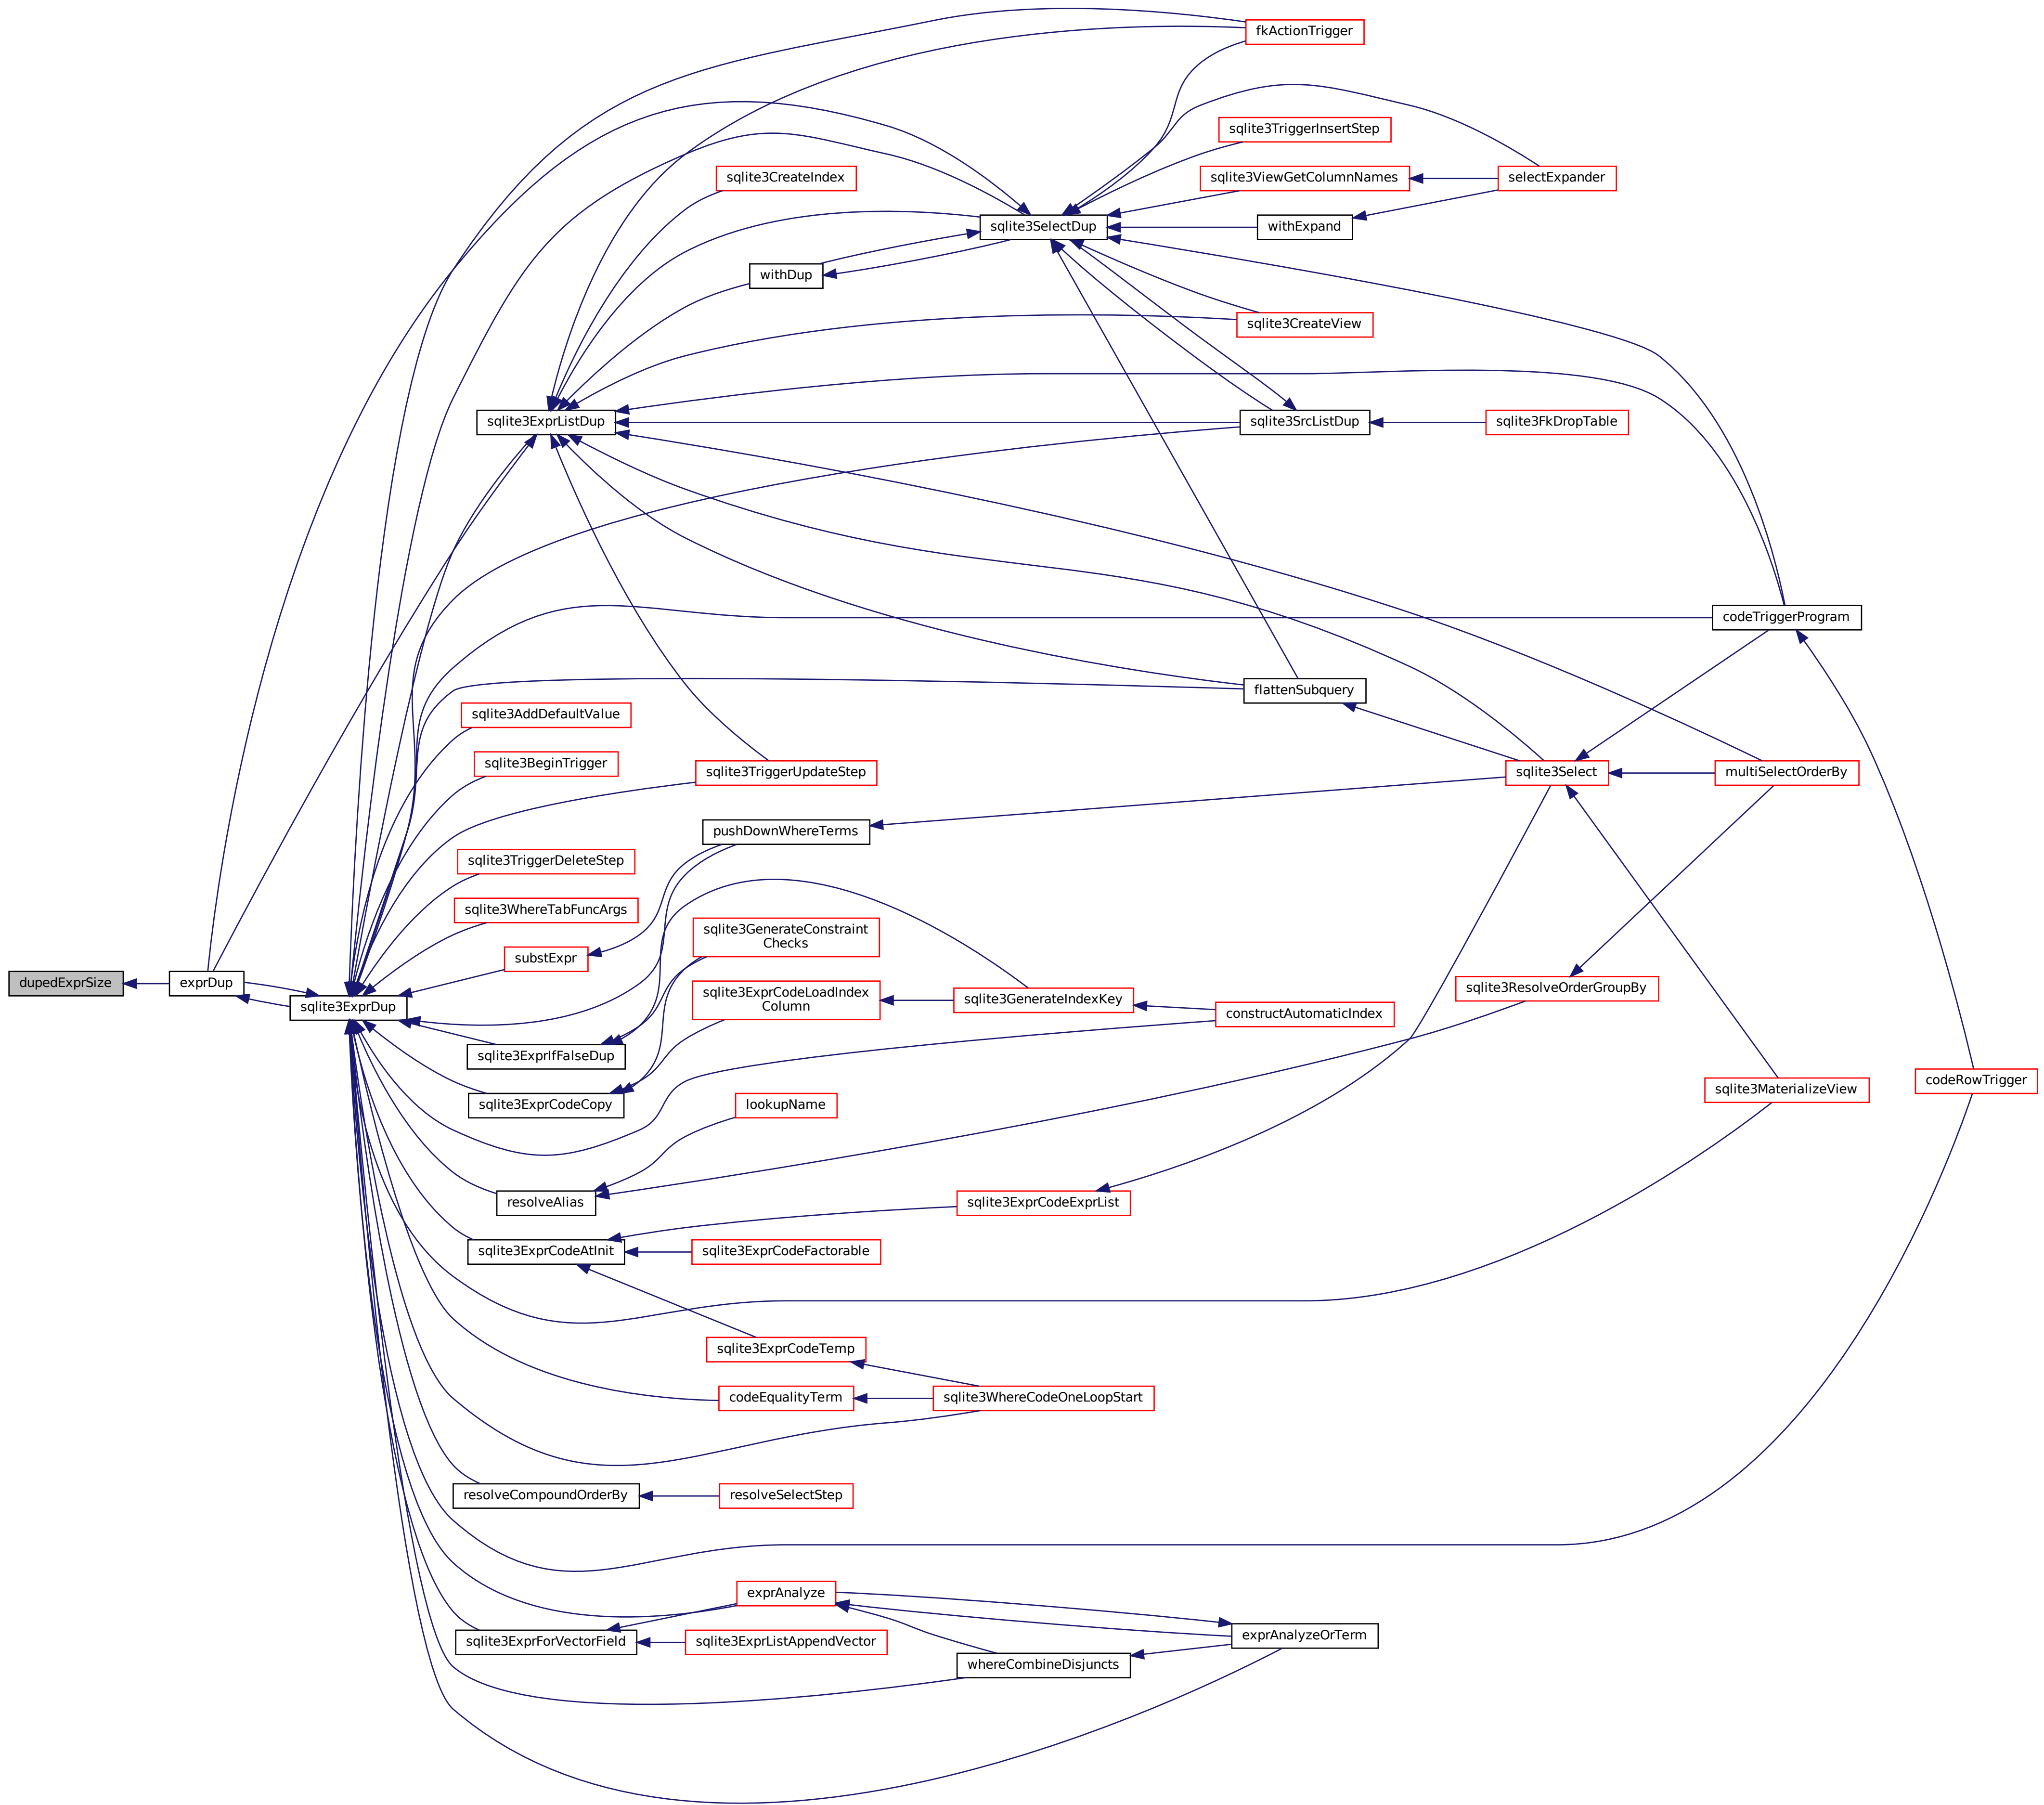 fkActionTrigger
sqlite3TriggerInsertStep
sqlite3CreateIndex
sqlite3ViewGetColumnNames
selectExpander
sqlite3SelectDup
withExpand
withDup
sqlite3CreateView
sqlite3ExprListDup
sqlite3SrcListDup
sqlite3FkDropTable
codeTriggerProgram
flattenSubquery
sqlite3AddDefaultValue
sqlite3BeginTrigger
sqlite3TriggerUpdateStep
sqlite3Select
multiSelectOrderBy
pushDownWhereTerms
sqlite3TriggerDeleteStep
sqlite3WhereTabFuncArgs
sqlite3GenerateConstraint
Checks
substExpr
dupedExprSize
exprDup
sqlite3ExprDup
sqlite3ExprCodeLoadIndex
Column
sqlite3GenerateIndexKey
constructAutomaticIndex
sqlite3ResolveOrderGroupBy
sqlite3ExprIfFalseDup
sqlite3ExprCodeCopy
lookupName
sqlite3MaterializeView
codeRowTrigger
resolveAlias
sqlite3ExprCodeExprList
sqlite3ExprCodeAtInit
sqlite3ExprCodeFactorable
sqlite3ExprCodeTemp
codeEqualityTerm
sqlite3WhereCodeOneLoopStart
resolveCompoundOrderBy
resolveSelectStep
exprAnalyze
sqlite3ExprForVectorField
sqlite3ExprListAppendVector
exprAnalyzeOrTerm
whereCombineDisjuncts